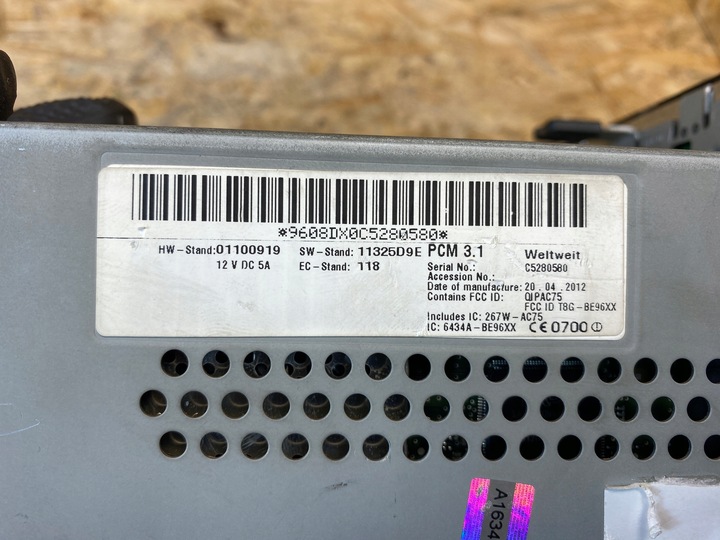 *9608DX0C5280580*
HW-Stand:01100919 SW-Stand: 11325D9E PCM 3.1 Weltweit
12 V DC 5A EC-Stand: 118
Serial No.: C5280580
Accession No.:
Date of manufacture: 20.04.2012
Contains FCC ID: QIPAC75
FCC ID T8G-BE96XX
Includes IC: 267W-AC75
IC: 6434A-BE96XX CE0700
A1634